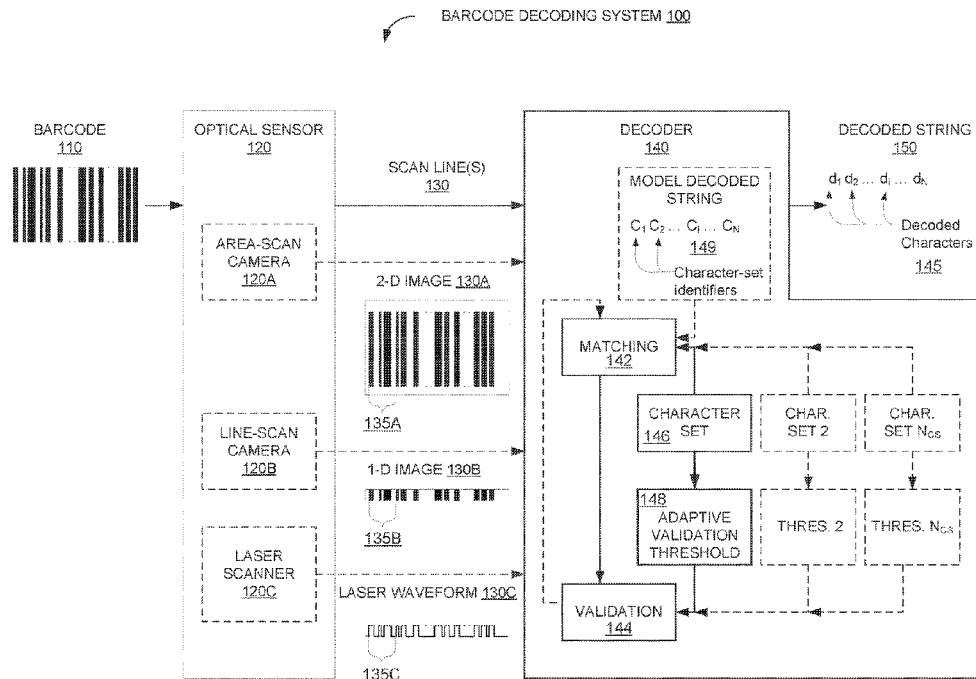 BARCODE DECODING SYSTEM 100
BARCODE
110
OPTICAL SENSOR
120
AREA-SCAN
CAMERA
120A
LINE-SCAN
CAMERA
120B
LASER
SCANNER
120C
SCAN LINE(S)
130
2-D IMAGE 130A
135A
1-D IMAGE 130B
135B
LASER WAVEFORM 130C
135C
DECODER
140
MODEL DECODED
STRING
C1 C2 ... Ci ... CN
149
Character-set
identifiers
MATCHING
142
CHARACTER
146 SET
CHAR.
SET 2
CHAR.
SET NCS
148
ADAPTIVE
VALIDATION
THRESHOLD
THRES. 2
THRES. NCS
VALIDATION
144
DECODED STRING
150
d1 d2 ... di ... dN
Decoded
Characters
145